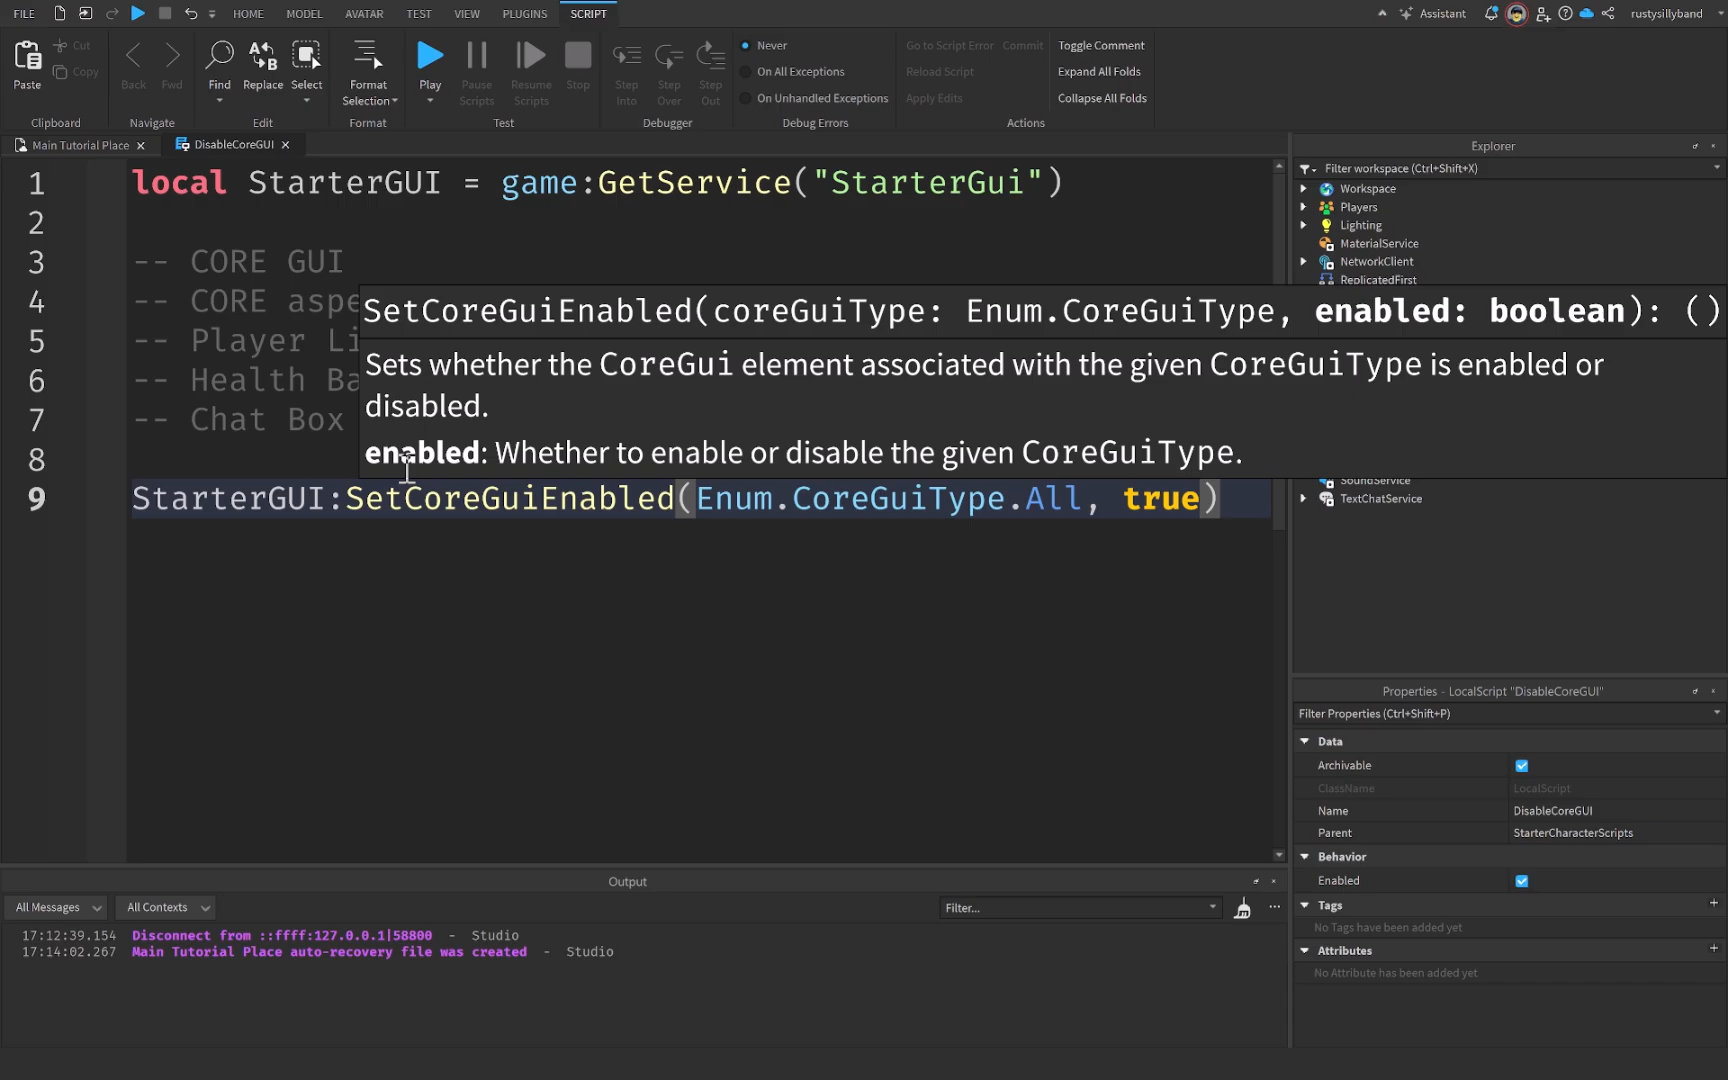 FILE HOME MODEL AVATAR TEST VIEW PLUGINS SCRIPT Assistant rustysillyband
Paste Cut Copy
Clipboard
Back Fwd
Navigate
Find Replace Select
Edit
Format Selection
Format
Play Pause Scripts Resume Scripts Stop
Test
Step Into Step Over Step Out
Debugger
Never
On All Exceptions
On Unhandled Exceptions
Debug Errors
Go to Script Error Commit
Reload Script
Apply Edits
Toggle Comment
Expand All Folds
Collapse All Folds
Actions
Main Tutorial Place DisableCoreGUI
1 local StarterGUI = game:GetService("StarterGui")
2
3 -- CORE GUI
4 -- CORE aspe
5 -- Player Li
6 -- Health Ba
7 -- Chat Box
8
9 StarterGUI:SetCoreGuiEnabled(Enum.CoreGuiType.All, true)
SetCoreGuiEnabled(coreGuiType: Enum.CoreGuiType, enabled: boolean): ()
Sets whether the CoreGui element associated with the given CoreGuiType is enabled or
disabled.
enabled: Whether to enable or disable the given CoreGuiType.
Explorer
Filter workspace (Ctrl+Shift+X)
Workspace
Players
Lighting
MaterialService
NetworkClient
ReplicatedFirst
SoundService
TextChatService
Properties - LocalScript "DisableCoreGUI"
Filter Properties (Ctrl+Shift+P)
Data
Archivable
ClassName LocalScript
Name DisableCoreGUI
Parent StarterCharacterScripts
Behavior
Enabled
Tags
No Tags have been added yet
Attributes
No Attribute has been added yet
Output
All Messages All Contexts Filter...
17:12:39.154 Disconnect from ::ffff:127.0.0.1|58800 - Studio
17:14:02.267 Main Tutorial Place auto-recovery file was created - Studio